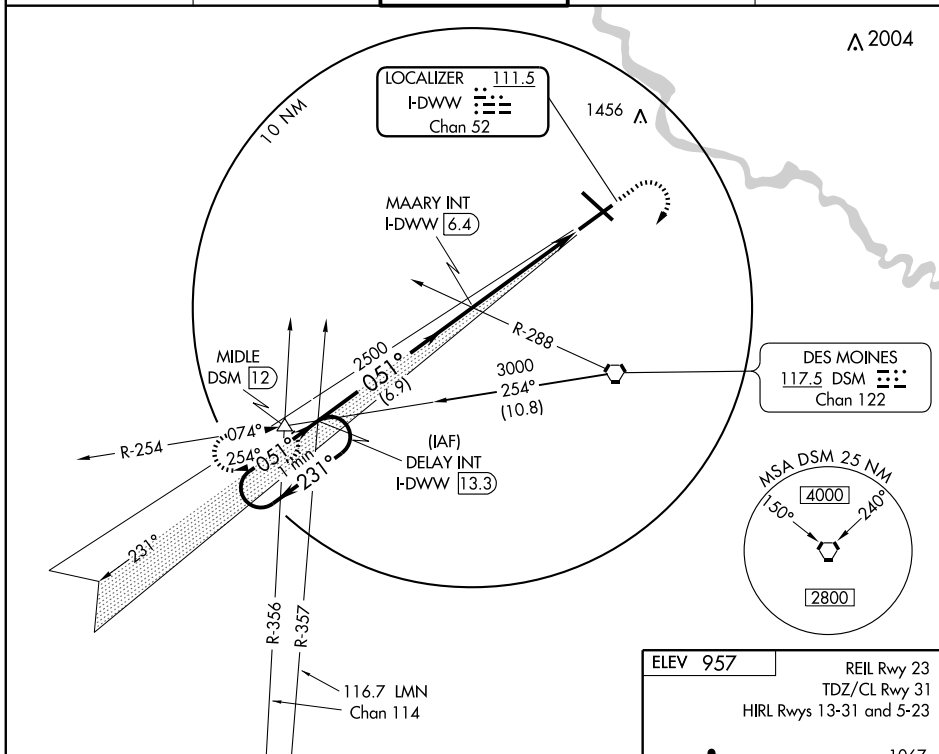 2004
LOCALIZER 111.5
I-DWW
Chan 52
1456
10 NM
MAARY INT
I-DWW 6.4
R-288
MIDLE
DSM 12
2500
051°
(6.9)
3000
254°
(10.8)
DES MOINES
117.5 DSM
Chan 122
R-254
074°
254°
051°
1 min
231°
(IAF)
DELAY INT
I-DWW 13.3
MSA DSM 25 NM
4000
150°
240°
2800
231°
R-356
R-357
116.7 LMN
Chan 114
ELEV 957
REIL Rwy 23
TDZ/CL Rwy 31
HIRL Rwys 13-31 and 5-23
1067